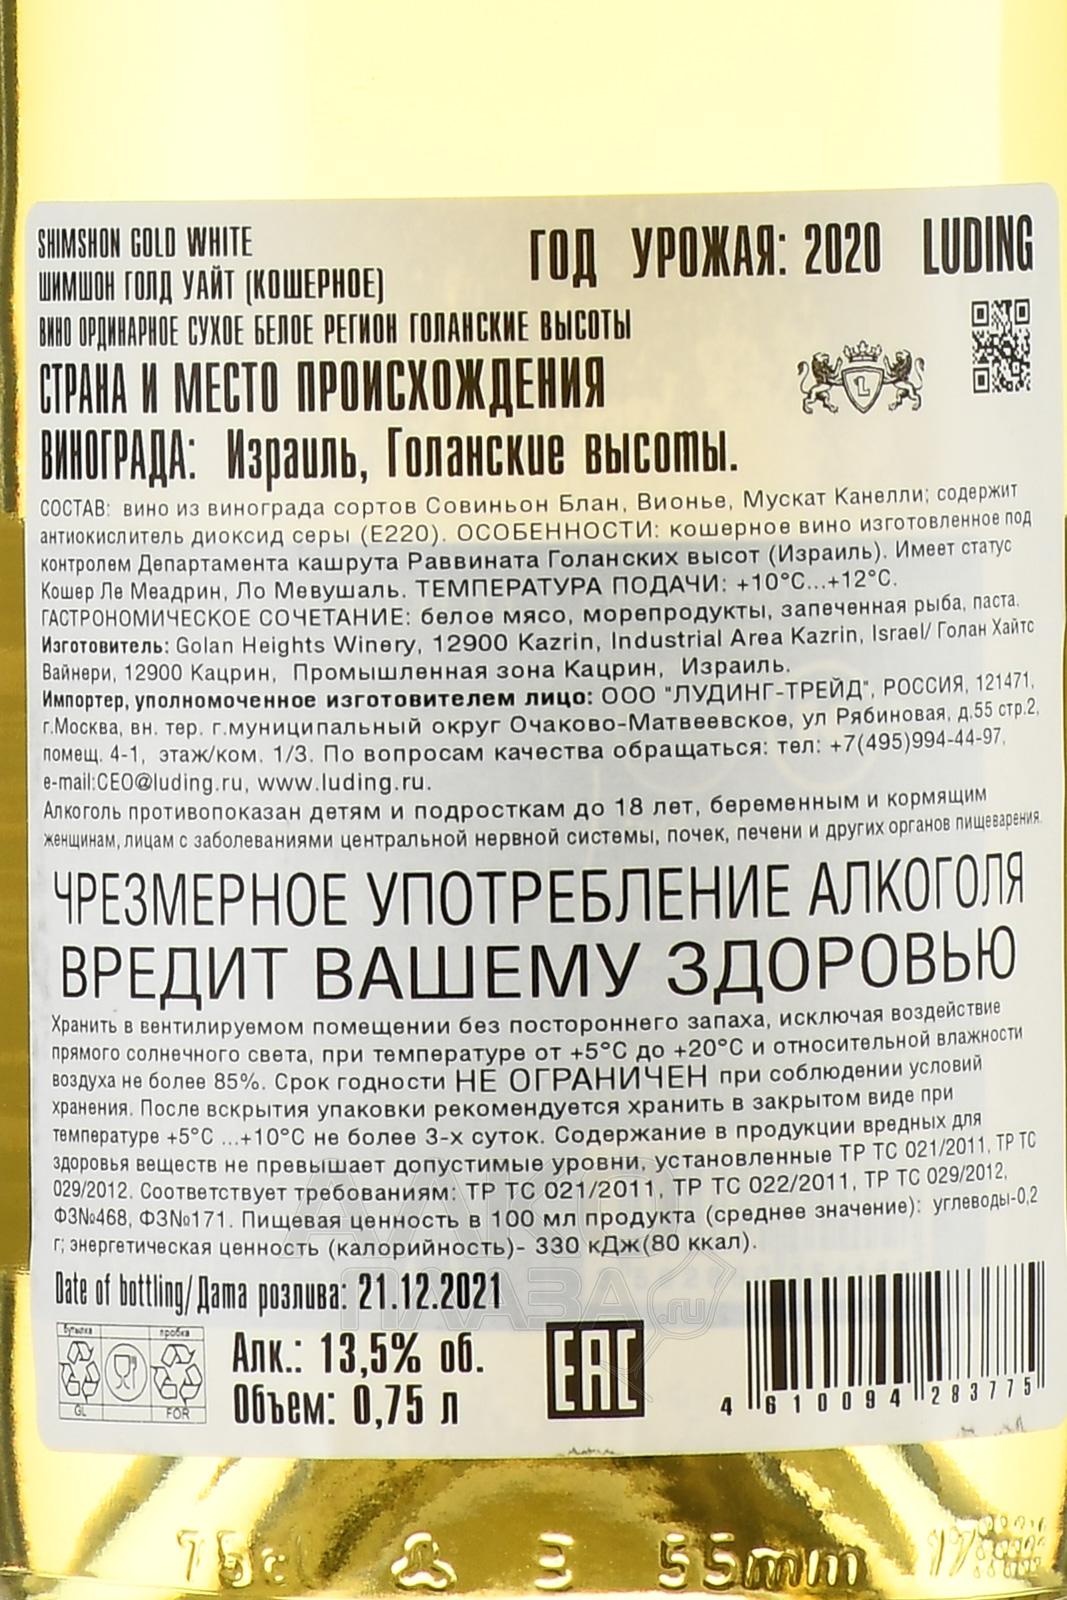 SHIMSHON GOLD WHITE
ШИМШОН ГОЛД УАЙТ (КОШЕРНОЕ)
ГОД УРОЖАЯ: 2020 LUDING
ВИНО ОРДИНАРНОЕ СУХОЕ БЕЛОЕ РЕГИОН ГОЛАНСКИЕ ВЫСОТЫ
СТРАНА И МЕСТО ПРОИСХОЖДЕНИЯ
ВИНОГРАДА: Израиль, Голанские высоты.
L
СОСТАВ: вино из винограда сортов Совиньон Блан, Вионье, Мускат Канелли; содержит
антиокислитель диоксид серы (Е220). ОСОБЕННОСТИ: кошерное вино изготовленное под
контролем Департамента кашрута Раввината Голанских высот (Израиль). Имеет статус
Кошер Ле Меадрин, Ло Мевушаль. ТЕМПЕРАТУРА ПОДАЧИ: +10°С...+12°С.
ГАСТРОНОМИЧЕСКОЕ СОЧЕТАНИЕ: белое мясо, морепродукты, запеченная рыба, паста.
Изготовитель: Golan Heights Winery, 12900 Kazrin, Industrial Area Kazrin, Israel/ Голан Хайтс
Вайнери, 12900 Кацрин, Промышленная зона Кацрин, Израиль.
Импортер, уполномоченное изготовителем лицо: ООО "ЛУДИНГ-ТРЕЙД", РОССИЯ, 121471,
г.Москва, вн. тер. г.муниципальный округ Очаково-Матвеевское, ул Рябиновая, д.55 стр.2,
помещ. 4-1, этаж/ком. 1/3. По вопросам качества обращаться: тел: +7(495)994-44-97,
e-mail:CEO@luding.ru, www.luding.ru.
Алкоголь противопоказан детям и подросткам до 18 лет, беременным и кормящим
женщинам, лицам с заболеваниями центральной нервной системы, почек, печени и других органов пищеварения.
ЧРЕЗМЕРНОЕ УПОТРЕБЛЕНИЕ АЛКОГОЛЯ
ВРЕДИТ ВАШЕМУ ЗДОРОВЬЮ
Хранить в вентилируемом помещении без постороннего запаха, исключая воздействие
прямого солнечного света, при температуре от +5°С до +20°С и относительной влажности
воздуха не более 85%. Срок годности НЕ ОГРАНИЧЕН при соблюдении условий
хранения. После вскрытия упаковки рекомендуется хранить в закрытом виде при
температуре +5°С ...+10°С не более 3-х суток. Содержание в продукции вредных для
здоровья веществ не превышает допустимые уровни, установленные ТР ТС 021/2011, ТР ТС
029/2012. Соответствует требованиям: ТР ТС 021/2011, ТР ТС 022/2011, ТР ТС 029/2012,
ФЗ№468, ФЗ№171. Пищевая ценность в 100 мл продукта (среднее значение): углеводы-0,2
г; энергетическая ценность (калорийность)- 330 кДж(80 ккал).
АЛКО
ПЛАЗА.ru
Date of bottling/Дата розлива: 21.12.2021
бутылка пробка
GL FOR
Алк.: 13,5% об.
Объем: 0,75 л
EAC
4 610094 283775
75cl 3 55mm 17